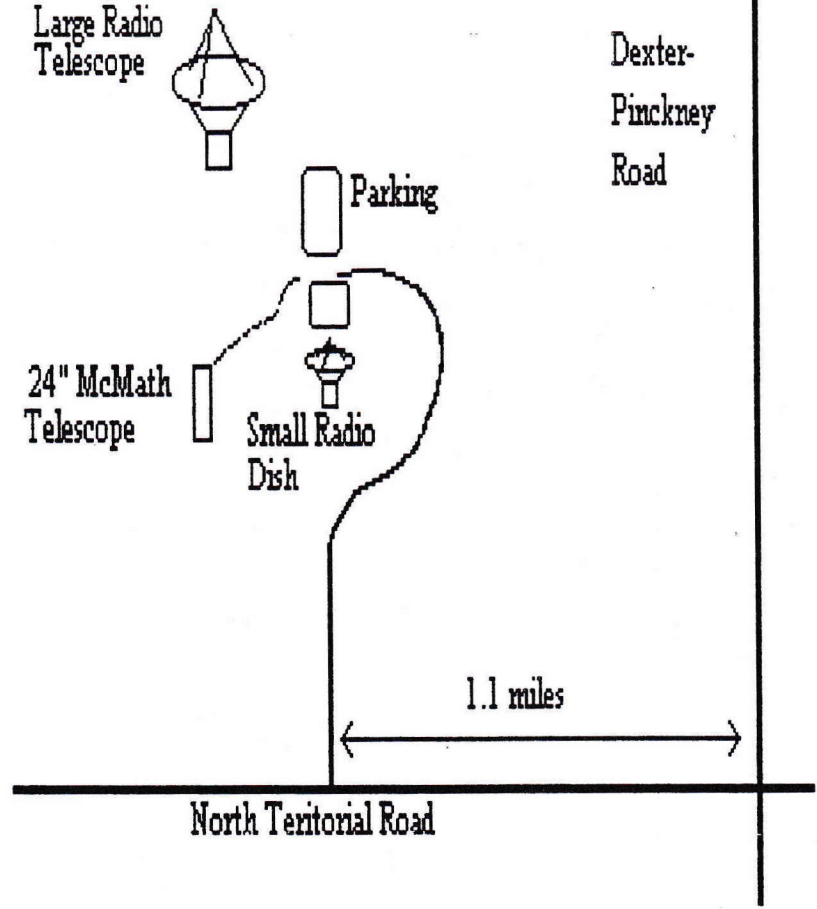 Large Radio
Telescope
Dexter-
Pinckney
Road
Parking
24" McMath
Telescope
Small Radio
Dish
1.1 miles
North Teritorial Road